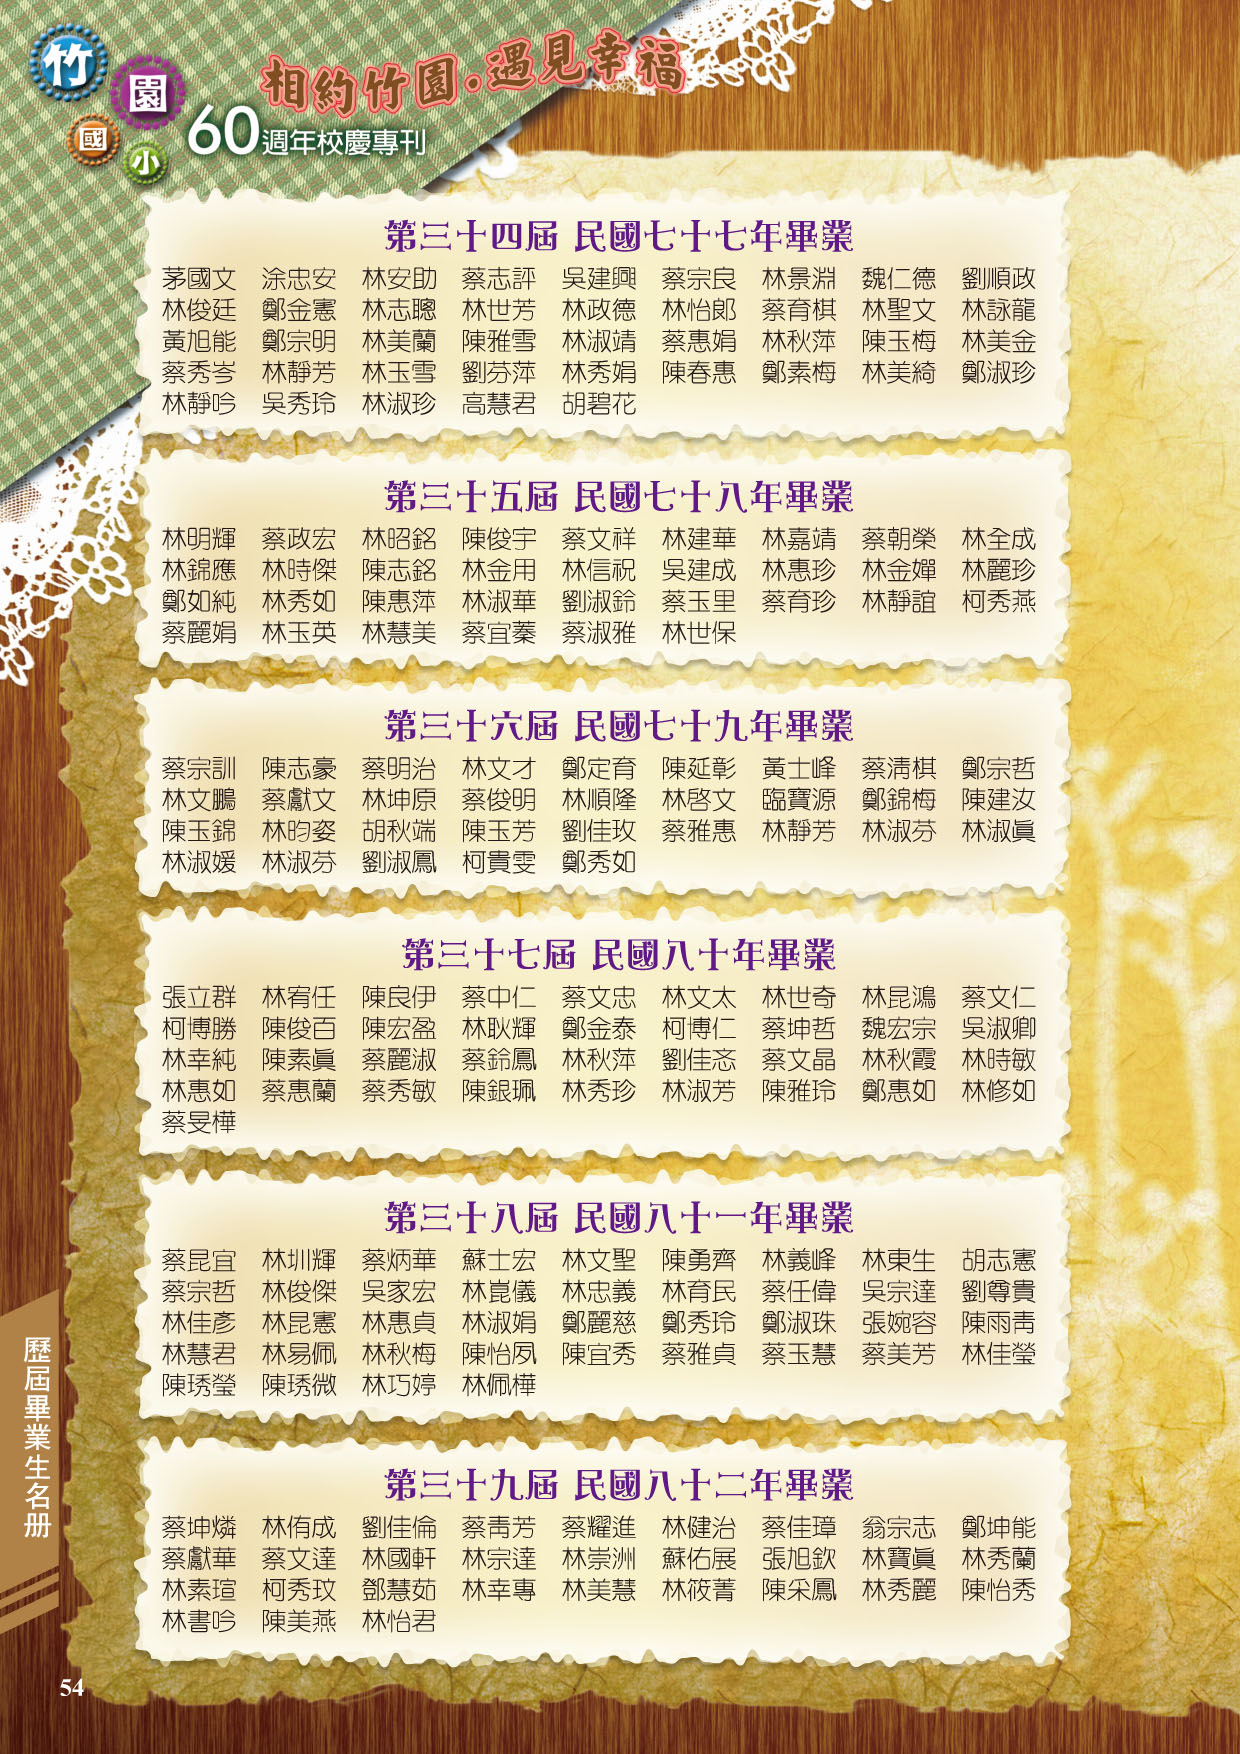 竹園國小
相約竹園．遇見幸福
60週年校慶專刊
第三十四屆 民國七十七年畢業
茅國文 涂忠安 林安助 蔡志評 吳建興 蔡宗良 林景淵 魏仁德 劉順政
林俊廷 鄭金憲 林志聰 林世芳 林政德 林怡郎 蔡育棋 林聖文 林詠龍
黃旭能 鄭宗明 林美蘭 陳雅雪 林淑靖 蔡惠娟 林秋萍 陳玉梅 林美金
蔡秀岑 林靜芳 林玉雪 劉芬萍 林秀娟 陳春惠 鄭素梅 林美綺 鄭淑珍
林靜吟 吳秀玲 林淑珍 高慧君 胡碧花
第三十五屆 民國七十八年畢業
林明輝 蔡政宏 林昭銘 陳俊宇 蔡文祥 林建華 林嘉靖 蔡朝榮 林全成
林錦應 林時傑 陳志銘 林金用 林信祝 吳建成 林惠珍 林金嬋 林麗珍
鄭如純 林秀如 陳惠萍 林淑華 劉淑鈴 蔡玉里 蔡育珍 林靜誼 柯秀燕
蔡麗娟 林玉英 林慧美 蔡宜蓁 蔡淑雅 林世保
第三十六屆 民國七十九年畢業
蔡宗訓 陳志豪 蔡明治 林文才 鄭定育 陳延彰 黃士峰 蔡淸棋 鄭宗哲
林文鵬 蔡獻文 林坤原 蔡俊明 林順隆 林啓文 臨寶源 鄭錦梅 陳建汝
陳玉錦 林昀姿 胡秋端 陳玉芳 劉佳玫 蔡雅惠 林靜芳 林淑芬 林淑眞
林淑媛 林淑芬 劉淑鳳 柯貴雯 鄭秀如
第三十七屆 民國八十年畢業
張立群 林宥任 陳良伊 蔡中仁 蔡文忠 林文太 林世奇 林昆鴻 蔡文仁
柯博勝 陳俊百 陳宏盈 林耿輝 鄭金泰 柯博仁 蔡坤哲 魏宏宗 吳淑卿
林幸純 陳素眞 蔡麗淑 蔡鈴鳳 林秋萍 劉佳忞 蔡文晶 林秋霞 林時敏
林惠如 蔡惠蘭 蔡秀敏 陳銀珮 林秀珍 林淑芳 陳雅玲 鄭惠如 林修如
蔡旻樺
第三十八屆 民國八十一年畢業
蔡昆宜 林圳輝 蔡炳華 蘇士宏 林文聖 陳勇齊 林義峰 林東生 胡志憲
蔡宗哲 林俊傑 吳家宏 林崑儀 林忠義 林育民 蔡任偉 吳宗達 劉尊貴
林佳彥 林昆憲 林惠貞 林淑娟 鄭麗慈 鄭秀玲 鄭淑珠 張婉容 陳雨靑
林慧君 林易佩 林秋梅 陳怡夙 陳宜秀 蔡雅貞 蔡玉慧 蔡美芳 林佳瑩
陳琇瑩 陳琇微 林巧婷 林佩樺
第三十九屆 民國八十二年畢業
蔡坤燐 林侑成 劉佳倫 蔡靑芳 蔡耀進 林健治 蔡佳璋 翁宗志 鄭坤能
蔡獻華 蔡文達 林國軒 林宗達 林崇洲 蘇佑展 張旭欽 林寶眞 林秀蘭
林素瑄 柯秀玟 鄧慧茹 林幸專 林美慧 林筱菁 陳采鳳 林秀麗 陳怡秀
林書吟 陳美燕 林怡君
歷屆畢業生名册
54